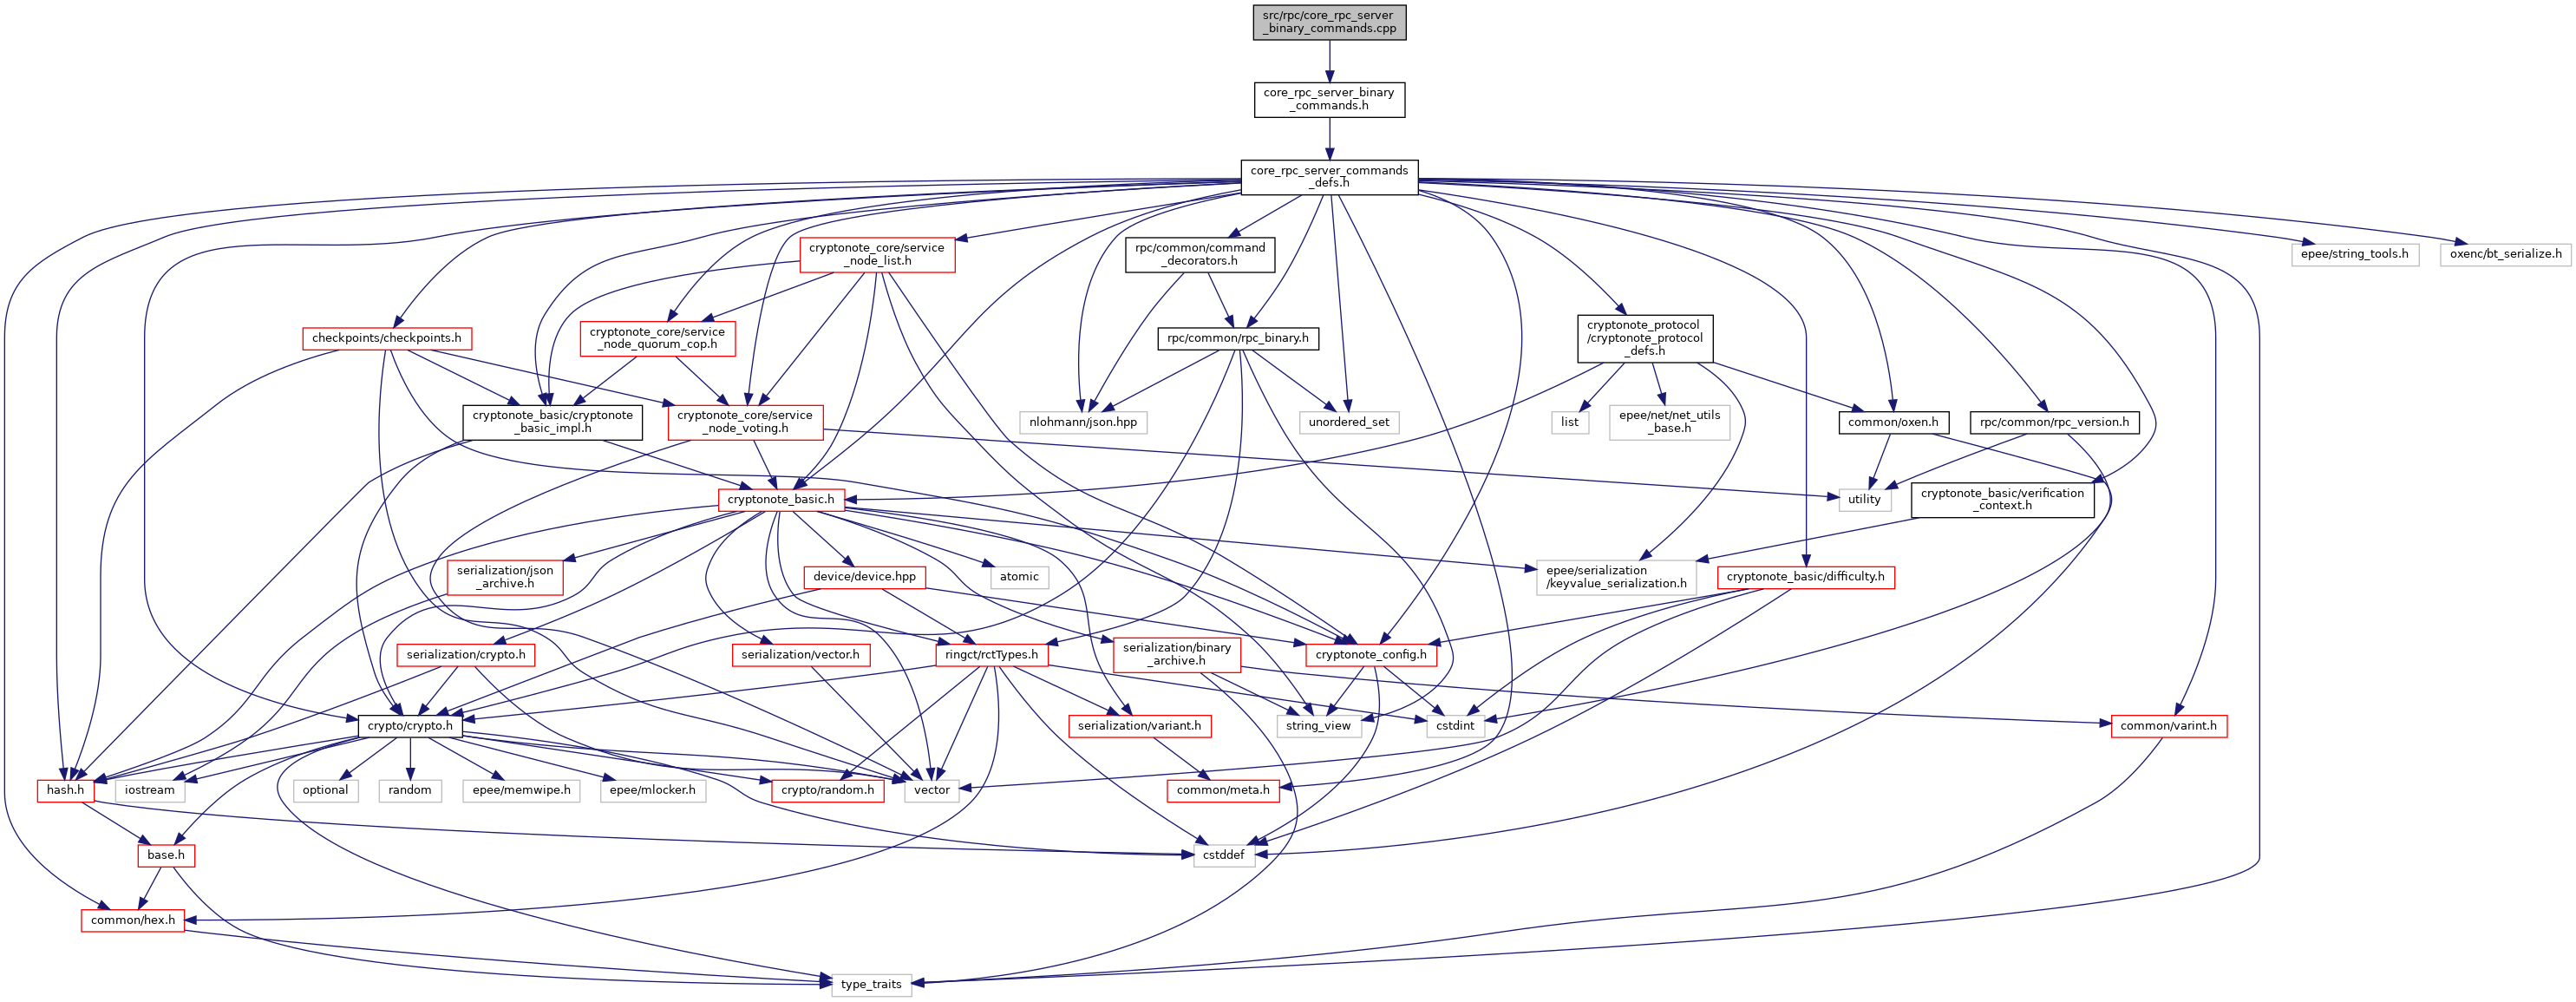 src/rpc/core_rpc_server
_binary_commands.cpp
core_rpc_server_binary
_commands.h
core_rpc_server_commands
_defs.h
cryptonote_core/service
_node_list.h
rpc/common/command
_decorators.h
epee/string_tools.h
oxenc/bt_serialize.h
checkpoints/checkpoints.h
cryptonote_core/service
_node_quorum_cop.h
rpc/common/rpc_binary.h
cryptonote_protocol
/cryptonote_protocol
_defs.h
cryptonote_basic/cryptonote
_basic_impl.h
cryptonote_core/service
_node_voting.h
nlohmann/json.hpp
unordered_set
list
epee/net/net_utils
_base.h
common/oxen.h
rpc/common/rpc_version.h
cryptonote_basic.h
utility
cryptonote_basic/verification
_context.h
serialization/json
_archive.h
device/device.hpp
atomic
epee/serialization
/keyvalue_serialization.h
cryptonote_basic/difficulty.h
serialization/crypto.h
serialization/vector.h
ringct/rctTypes.h
serialization/binary
_archive.h
cryptonote_config.h
crypto/crypto.h
serialization/variant.h
string_view
cstdint
common/varint.h
hash.h
iostream
optional
random
epee/memwipe.h
epee/mlocker.h
crypto/random.h
vector
common/meta.h
base.h
cstddef
common/hex.h
type_traits